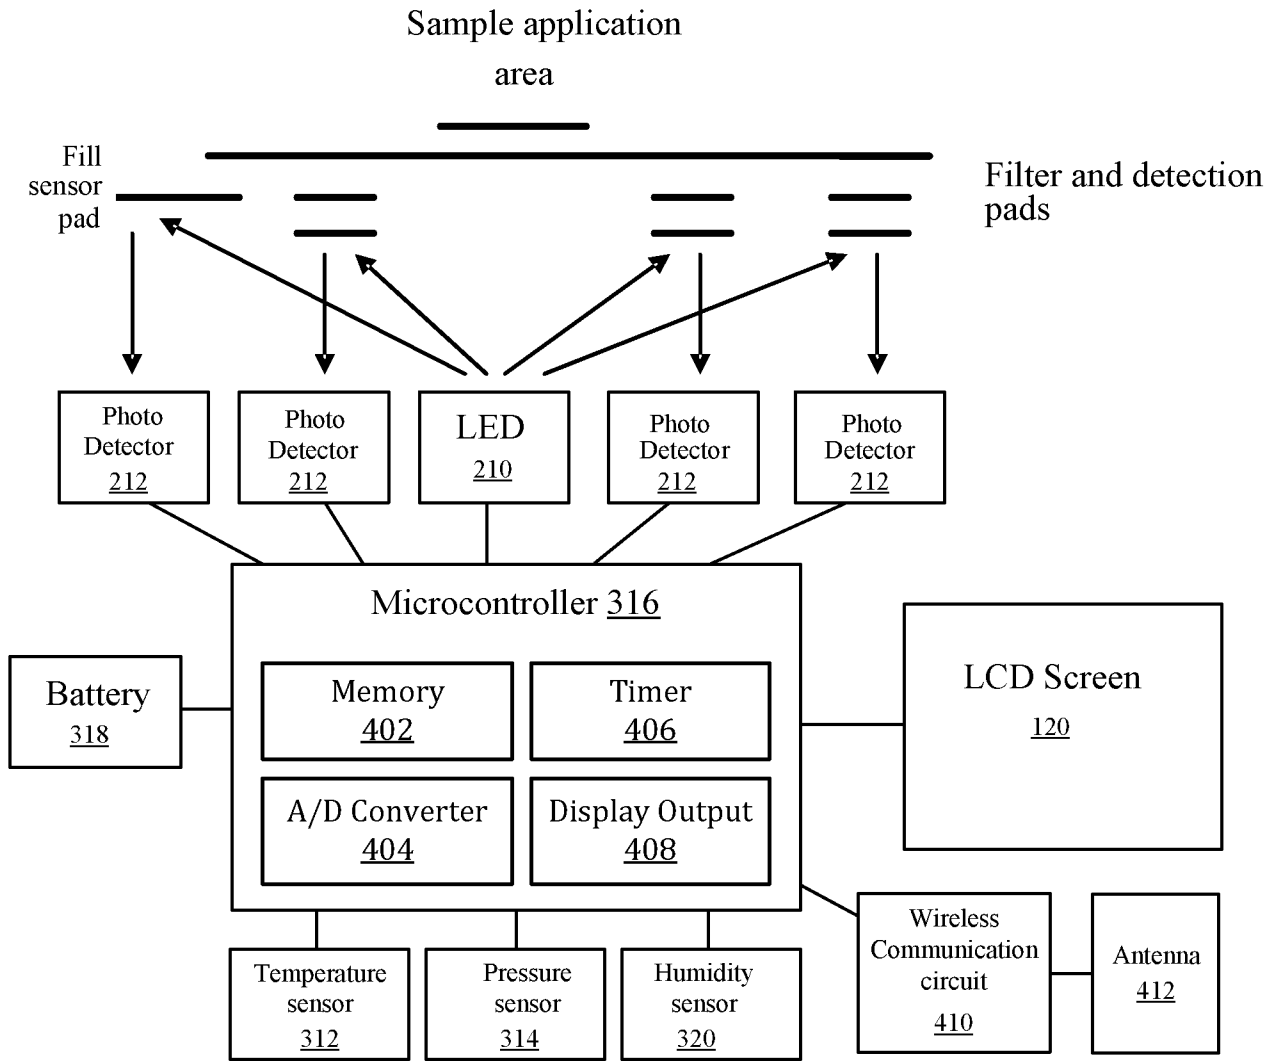 Sample application
area
Fill
sensor
pad
Filter and detection
pads
Photo
Detector
212
Photo
Detector
212
LED
210
Photo
Detector
212
Photo
Detector
212
Microcontroller 316
Memory
402
Timer
406
A/D Converter
404
Display Output
408
Battery
318
LCD Screen
120
Temperature
sensor
312
Pressure
sensor
314
Humidity
sensor
320
Wireless
Communication
circuit
410
Antenna
412